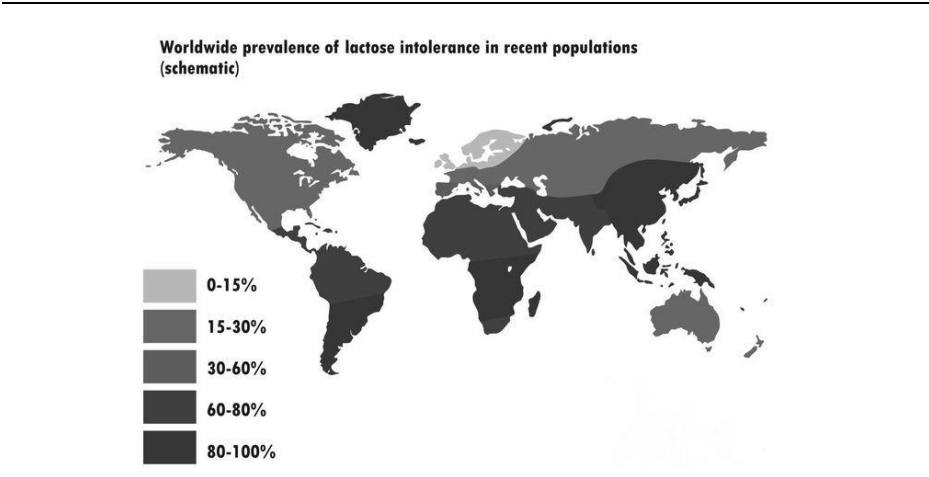 Worldwide prevalence of lactose intolerance in recent populations
(schematic)
0-15%
15-30%
30-60%
60-80%
80-100%